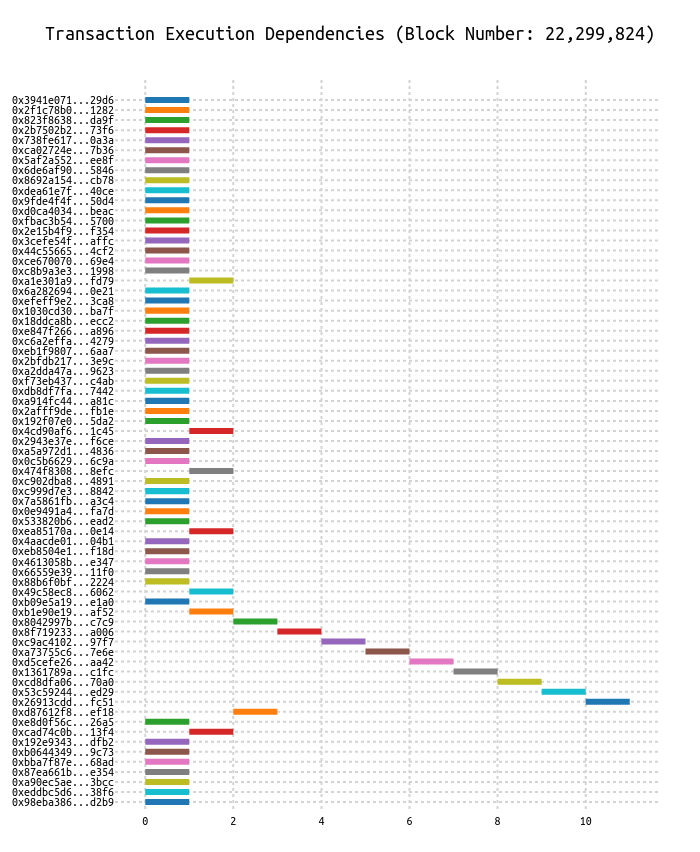 Transaction Execution Dependencies (Block Number: 22,299,824)
0x3941e071...29d6
0x2f1c78b0...1282
0x823f8638...da9f
0x2b7502b2...73f6
0x738fe617...0a3a
0xca02724e...7b36
0x5af2a552...ee8f
0x6de6af90...5846
0x8692a154...cb78
0xdea61e7f...40ce
0x9fde4f4f...50d4
0xd0ca4034...beac
0xfbac3b54...5700
0x2e15b4f9...f354
0x3cefe54f...affc
0x44c55665...4cf2
0xce670070...69e4
0xc8b9a3e3...1998
0xa1e301a9...fd79
0x6a282694...0e21
0xefeff9e2...3ca8
0x1030cd30...ba7f
0x18ddca8b...ecc2
0xe847f266...a896
0xc6a2effa...4279
0xeb1f9807...6aa7
0x2bfdb217...3e9c
0xa2dda47a...9623
0xf73eb437...c4ab
0xdb8df7fa...7442
0xa914fc44...a81c
0x2afff9de...fb1e
0x192f07e0...5da2
0x4cd90af6...1c45
0x2943e37e...f6ce
0xa5a972d1...4836
0x0c5b6629...6c9a
0x474f8308...8efc
0xc902dba8...4891
0xc999d7e3...8842
0x7a5861fb...a3c4
0x0e9491a4...fa7d
0x533820b6...ead2
0xea85170a...0e14
0x4aacde01...04b1
0xeb8504e1...f18d
0x4613058b...e347
0x66559e39...11f0
0x88b6f0bf...2224
0x49c58ec8...6062
0xb09e5a19...e1a0
0xb1e90e19...af52
0x8042997b...c7c9
0x8f719233...a006
0xc9ac4102...97f7
0xa73755c6...7e6e
0xd5cefe26...aa42
0x1361789a...c1fc
0xcd8dfa06...70a0
0x53c59244...ed29
0x26913cdd...fc51
0xd87612f8...ef18
0xe8d0f56c...26a5
0xcad74c0b...13f4
0x192e9343...dfb2
0xb0644349...9c73
0xbba7f87e...68ad
0x87ea661b...e354
0xa90ec5ae...3bcc
0xeddbc5d6...38f6
0x98eba386...d2b9
0 2 4 6 8 10